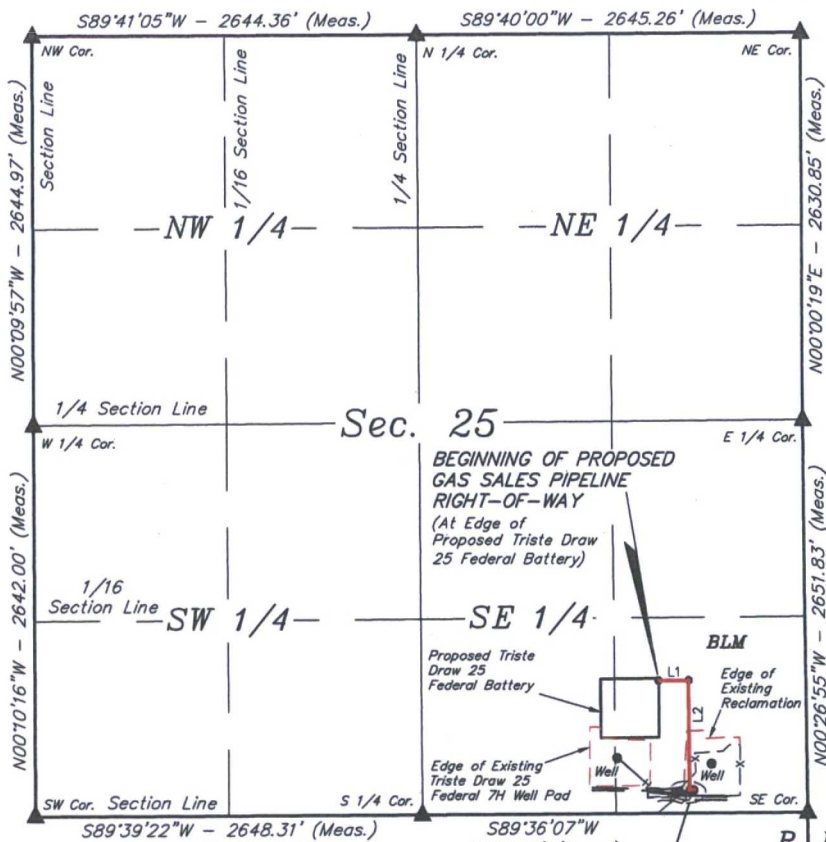 S89°41'05"W - 2644.36' (Meas.)
S89°40'00"W - 2645.26' (Meas.)
NW Cor.
N 1/4 Cor.
NE Cor.
N00°09'57"W - 2644.97' (Meas.)
Section Line
1/16 Section Line
1/4 Section Line
N00°00'19"E - 2630.85' (Meas.)
NW 1/4
NE 1/4
1/4 Section Line
Sec. 25
W 1/4 Cor.
E 1/4 Cor.
BEGINNING OF PROPOSED
GAS SALES PIPELINE
RIGHT-OF-WAY
(At Edge of
Proposed Triste Draw
25 Federal Battery)
N00°10'16"W - 2642.00' (Meas.)
1/16
Section Line
SW 1/4
SE 1/4
N00°26'55"W - 2651.83' (Meas.)
BLM
Proposed Triste
Draw 25
Federal Battery
L1
L2
Edge of
Existing
Reclamation
Edge of Existing
Triste Draw 25
Federal 7H Well Pad
Well
Well
SW Cor.
Section Line
S 1/4 Cor.
SE Cor.
S89°39'22"W - 2648.31' (Meas.)
S89°36'07"W
R